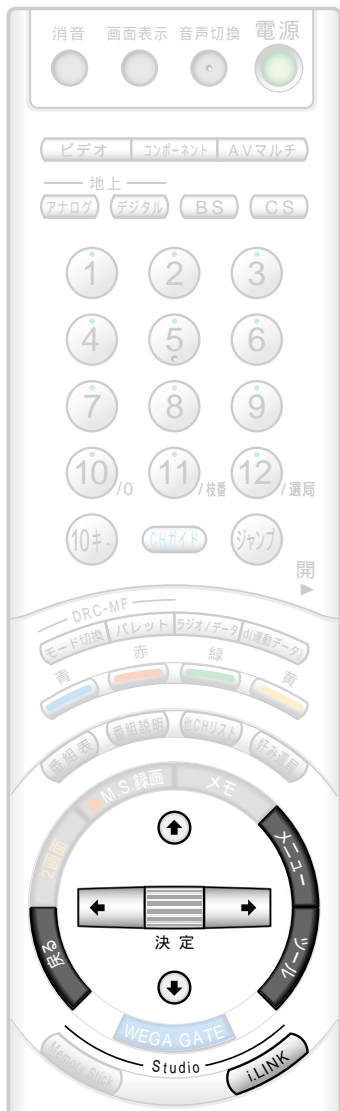 消音 画面表示 音声切換 電源
ビデオ コンポーネント AVマルチ
地上
アナログ デジタル BS CS
1 2 3
4 5 6
7 8 9
10 /0 11 /枝番 12 /選局
10キー CHガイド ジャンプ
開
DRC-MF
モード切換 パレット ラジオ/データ d(連動データ)
青 赤 緑 黄
番組表 番組説明 他CHリスト 好み選局
2画面 M.S.録画 メモ メニュー
決定
戻る ツール
WEGA GATE
Memory Stick Studio i.LINK